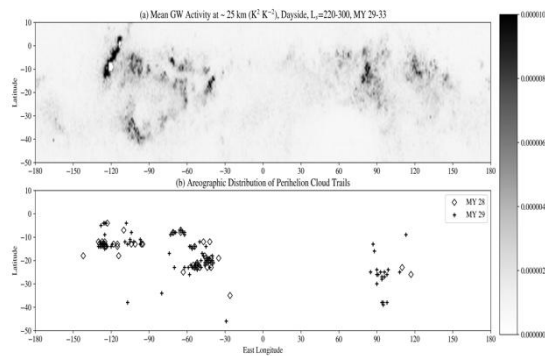 (a) Mean GW Activity at ~ 25 km (K² K⁻²), Dayside, Lₛ=220-300, MY 29-33
Latitude
10
0
−10
−20
−30
−40
−50
−180 −150 −120 −90 −60 −30 0 30 60 90 120 150 180
(b) Areographic Distribution of Perihelion Cloud Trails
Latitude
10
0
−10
−20
−30
−40
−50
MY 28
MY 29
−180 −150 −120 −90 −60 −30 0 30 60 90 120 150 180
East Longitude
0.000010
0.000008
0.000006
0.000004
0.000002
0.000000